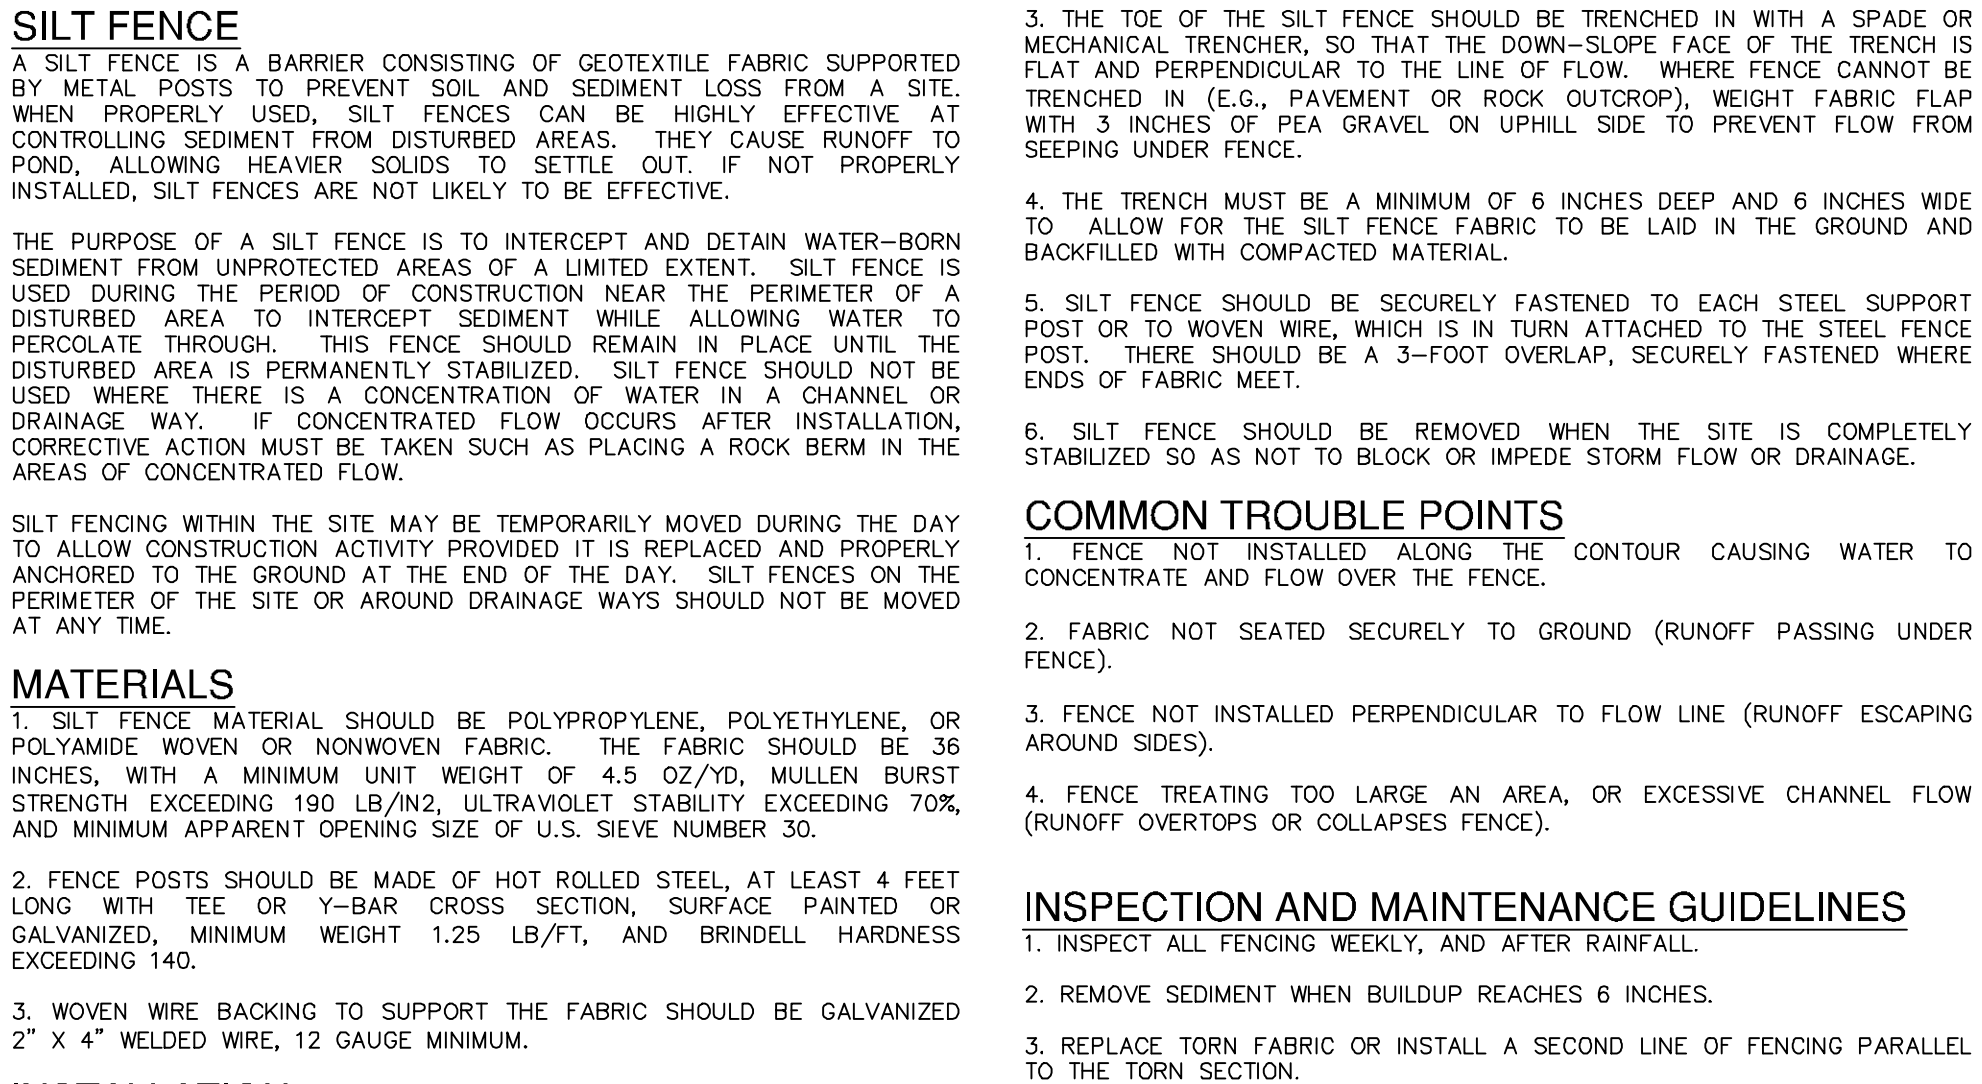 SILT FENCE
A SILT FENCE IS A BARRIER CONSISTING OF GEOTEXTILE FABRIC SUPPORTED
BY METAL POSTS TO PREVENT SOIL AND SEDIMENT LOSS FROM A SITE.
WHEN PROPERLY USED, SILT FENCES CAN BE HIGHLY EFFECTIVE AT
CONTROLLING SEDIMENT FROM DISTURBED AREAS. THEY CAUSE RUNOFF TO
POND, ALLOWING HEAVIER SOLIDS TO SETTLE OUT. IF NOT PROPERLY
INSTALLED, SILT FENCES ARE NOT LIKELY TO BE EFFECTIVE.
THE PURPOSE OF A SILT FENCE IS TO INTERCEPT AND DETAIN WATER-BORN
SEDIMENT FROM UNPROTECTED AREAS OF A LIMITED EXTENT. SILT FENCE IS
USED DURING THE PERIOD OF CONSTRUCTION NEAR THE PERIMETER OF A
DISTURBED AREA TO INTERCEPT SEDIMENT WHILE ALLOWING WATER TO
PERCOLATE THROUGH. THIS FENCE SHOULD REMAIN IN PLACE UNTIL THE
DISTURBED AREA IS PERMANENTLY STABILIZED. SILT FENCE SHOULD NOT BE
USED WHERE THERE IS A CONCENTRATION OF WATER IN A CHANNEL OR
DRAINAGE WAY. IF CONCENTRATED FLOW OCCURS AFTER INSTALLATION,
CORRECTIVE ACTION MUST BE TAKEN SUCH AS PLACING A ROCK BERM IN THE
AREAS OF CONCENTRATED FLOW.
SILT FENCING WITHIN THE SITE MAY BE TEMPORARILY MOVED DURING THE DAY
TO ALLOW CONSTRUCTION ACTIVITY PROVIDED IT IS REPLACED AND PROPERLY
ANCHORED TO THE GROUND AT THE END OF THE DAY. SILT FENCES ON THE
PERIMETER OF THE SITE OR AROUND DRAINAGE WAYS SHOULD NOT BE MOVED
AT ANY TIME.
MATERIALS
1. SILT FENCE MATERIAL SHOULD BE POLYPROPYLENE, POLYETHYLENE, OR
POLYAMIDE WOVEN OR NONWOVEN FABRIC. THE FABRIC SHOULD BE 36
INCHES, WITH A MINIMUM UNIT WEIGHT OF 4.5 OZ/YD, MULLEN BURST
STRENGTH EXCEEDING 190 LB/IN2, ULTRAVIOLET STABILITY EXCEEDING 70%,
AND MINIMUM APPARENT OPENING SIZE OF U.S. SIEVE NUMBER 30.
2. FENCE POSTS SHOULD BE MADE OF HOT ROLLED STEEL, AT LEAST 4 FEET
LONG WITH TEE OR Y-BAR CROSS SECTION, SURFACE PAINTED OR
GALVANIZED, MINIMUM WEIGHT 1.25 LB/FT, AND BRINDELL HARDNESS
EXCEEDING 140.
3. WOVEN WIRE BACKING TO SUPPORT THE FABRIC SHOULD BE GALVANIZED
2" X 4" WELDED WIRE, 12 GAUGE MINIMUM.
3. THE TOE OF THE SILT FENCE SHOULD BE TRENCHED IN WITH A SPADE OR
MECHANICAL TRENCHER, SO THAT THE DOWN-SLOPE FACE OF THE TRENCH IS
FLAT AND PERPENDICULAR TO THE LINE OF FLOW. WHERE FENCE CANNOT BE
TRENCHED IN (E.G., PAVEMENT OR ROCK OUTCROP), WEIGHT FABRIC FLAP
WITH 3 INCHES OF PEA GRAVEL ON UPHILL SIDE TO PREVENT FLOW FROM
SEEPING UNDER FENCE.
4. THE TRENCH MUST BE A MINIMUM OF 6 INCHES DEEP AND 6 INCHES WIDE
TO ALLOW FOR THE SILT FENCE FABRIC TO BE LAID IN THE GROUND AND
BACKFILLED WITH COMPACTED MATERIAL.
5. SILT FENCE SHOULD BE SECURELY FASTENED TO EACH STEEL SUPPORT
POST OR TO WOVEN WIRE, WHICH IS IN TURN ATTACHED TO THE STEEL FENCE
POST. THERE SHOULD BE A 3-FOOT OVERLAP, SECURELY FASTENED WHERE
ENDS OF FABRIC MEET.
6. SILT FENCE SHOULD BE REMOVED WHEN THE SITE IS COMPLETELY
STABILIZED SO AS NOT TO BLOCK OR IMPEDE STORM FLOW OR DRAINAGE.
COMMON TROUBLE POINTS
1. FENCE NOT INSTALLED ALONG THE CONTOUR CAUSING WATER TO
CONCENTRATE AND FLOW OVER THE FENCE.
2. FABRIC NOT SEATED SECURELY TO GROUND (RUNOFF PASSING UNDER
FENCE).
3. FENCE NOT INSTALLED PERPENDICULAR TO FLOW LINE (RUNOFF ESCAPING
AROUND SIDES).
4. FENCE TREATING TOO LARGE AN AREA, OR EXCESSIVE CHANNEL FLOW
(RUNOFF OVERTOPS OR COLLAPSES FENCE).
INSPECTION AND MAINTENANCE GUIDELINES
1. INSPECT ALL FENCING WEEKLY, AND AFTER RAINFALL.
2. REMOVE SEDIMENT WHEN BUILDUP REACHES 6 INCHES.
3. REPLACE TORN FABRIC OR INSTALL A SECOND LINE OF FENCING PARALLEL
TO THE TORN SECTION.